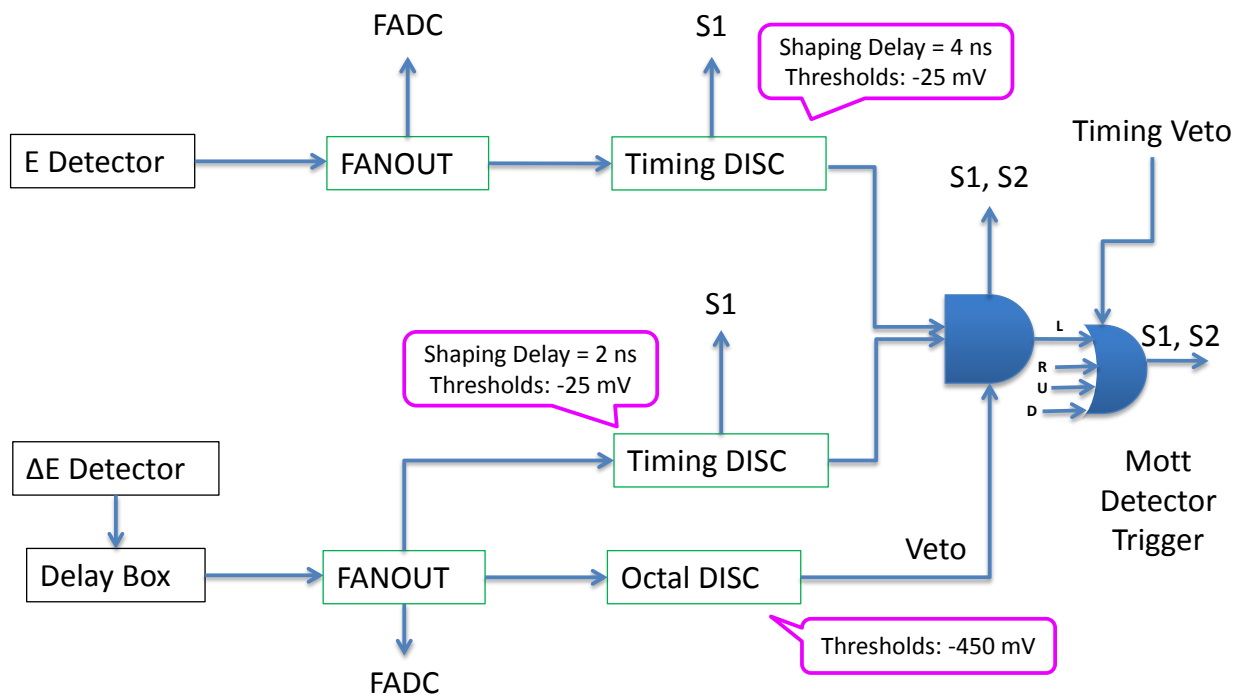 FADC
S1
Shaping Delay = 4 ns
Thresholds: -25 mV
Timing Veto
E Detector
FANOUT
Timing DISC
S1, S2
S1
Shaping Delay = 2 ns
Thresholds: -25 mV
L
R
U
D
S1, S2
ΔE Detector
Timing DISC
Mott
Detector
Trigger
Delay Box
FANOUT
Octal DISC
Veto
Thresholds: -450 mV
FADC